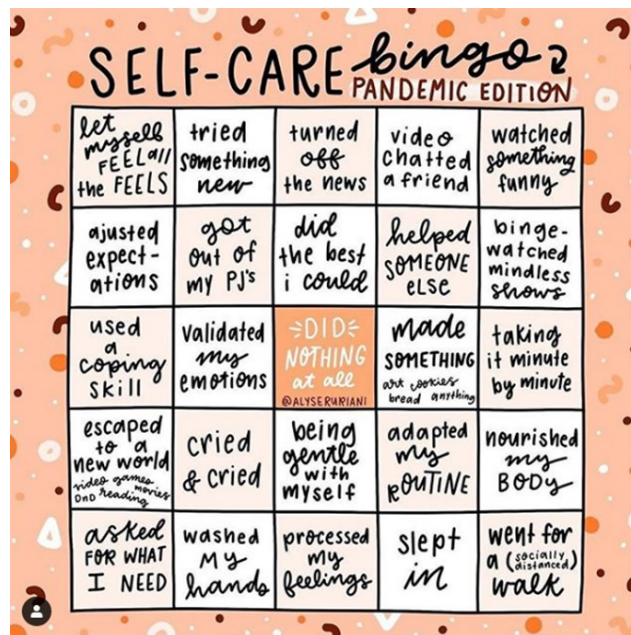 SELF-CARE bingo
PANDEMIC EDITION
let
myself
FEEL all
the FEELS
tried
something
new
turned
off
the news
video
chatted
a friend
watched
something
funny
ajusted
expect-
ations
got
out of
my PJ's
did
the best
i could
helped
SOMEONE
eLSe
binge-
watched
mindless
shows
used
a
coping
skill
validated
my
emotions
DID
NOTHING
at all
@ALYSERURIANI
made
SOMETHING
art cookies
bread anything
taking
it minute
by minute
escaped
to a
new world
video games
movies
DnD reading
cried
& cried
being
gentle
with
myself
adapted
my
ROUTINE
nourished
my
BODY
asked
FOR WHAT
I NEED
washed
MY
hands
processed
my
feelings
slept
in
went for
a (socially
distanced)
walk